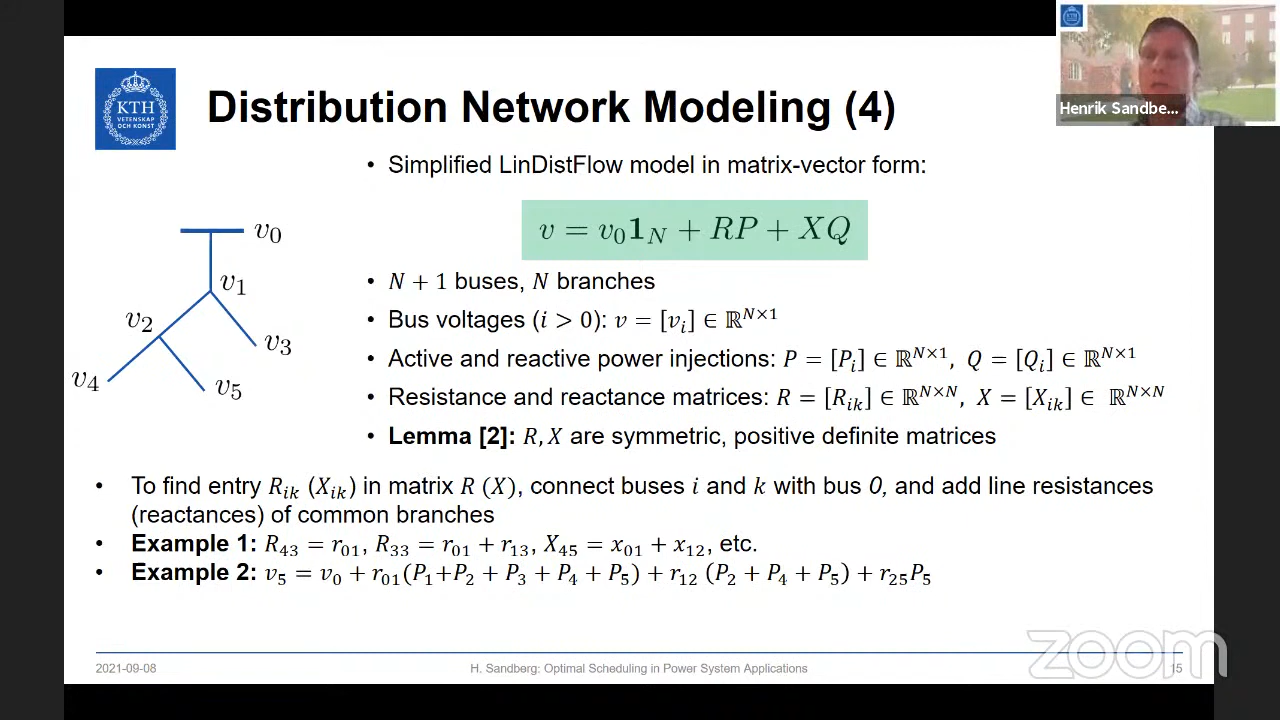 KTH
VETENSKAP
OCH KONST
Distribution Network Modeling (4)
Henrik Sandbe...
• Simplified LinDistFlow model in matrix-vector form:
v = v₀𝟏_N + RP + XQ
v₀
v₁
v₂
v₃
v₄
v₅
• N + 1 buses, N branches
• Bus voltages (i > 0): v = [vᵢ] ∈ ℝ^{N×1}
• Active and reactive power injections: P = [Pᵢ] ∈ ℝ^{N×1}, Q = [Qᵢ] ∈ ℝ^{N×1}
• Resistance and reactance matrices: R = [R_{ik}] ∈ ℝ^{N×N}, X = [X_{ik}] ∈ ℝ^{N×N}
• Lemma [2]: R, X are symmetric, positive definite matrices
• To find entry R_{ik} (X_{ik}) in matrix R (X), connect buses i and k with bus 0, and add line resistances
(reactances) of common branches
• Example 1: R₄₃ = r₀₁, R₃₃ = r₀₁ + r₁₃, X₄₅ = x₀₁ + x₁₂, etc.
• Example 2: v₅ = v₀ + r₀₁(P₁+P₂ + P₃ + P₄ + P₅) + r₁₂ (P₂ + P₄ + P₅) + r₂₅P₅
2021-09-08
H. Sandberg: Optimal Scheduling in Power System Applications
15
zoom